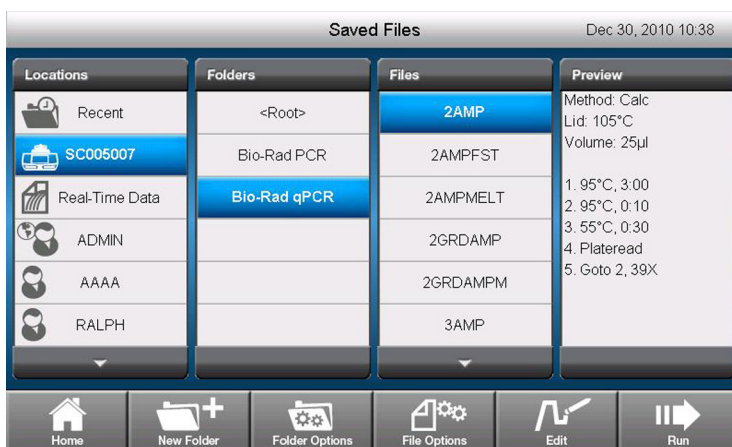 Saved Files
Dec 30, 2010 10:38
Locations
Recent
SC005007
Real-Time Data
ADMIN
AAAA
RALPH
Folders
<Root>
Bio-Rad PCR
Bio-Rad qPCR
Files
2AMP
2AMPFST
2AMPMELT
2GRDAMP
2GRDAMPM
3AMP
Preview
Method: Calc
Lid: 105°C
Volume: 25µl
1. 95°C, 3:00
2. 95°C, 0:10
3. 55°C, 0:30
4. Plateread
5. Goto 2, 39X
Home
New Folder
Folder Options
File Options
Edit
Run